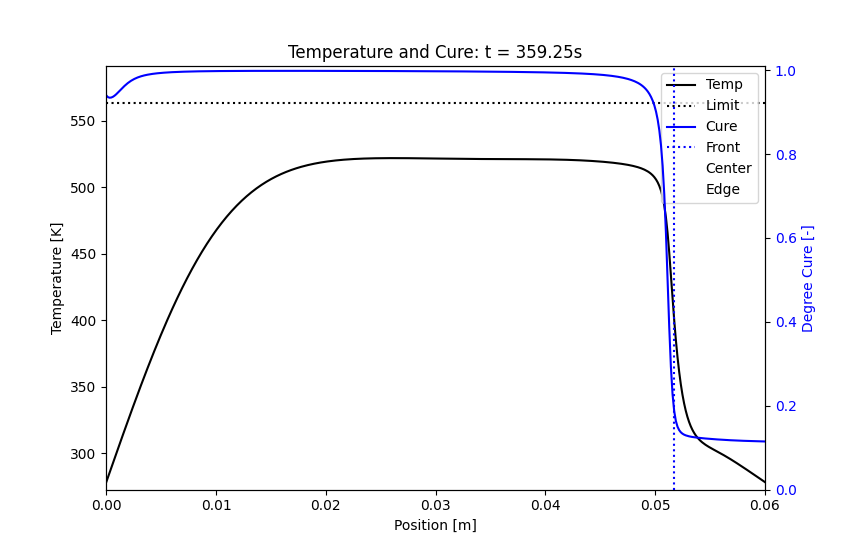 Temperature and Cure: t = 359.25s
Temp
Limit
Cure
Front
Center
Edge
Temperature [K]
550
500
450
400
350
300
Degree Cure [-]
1.0
0.8
0.6
0.4
0.2
0.0
0.00 0.01 0.02 0.03 0.04 0.05 0.06
Position [m]